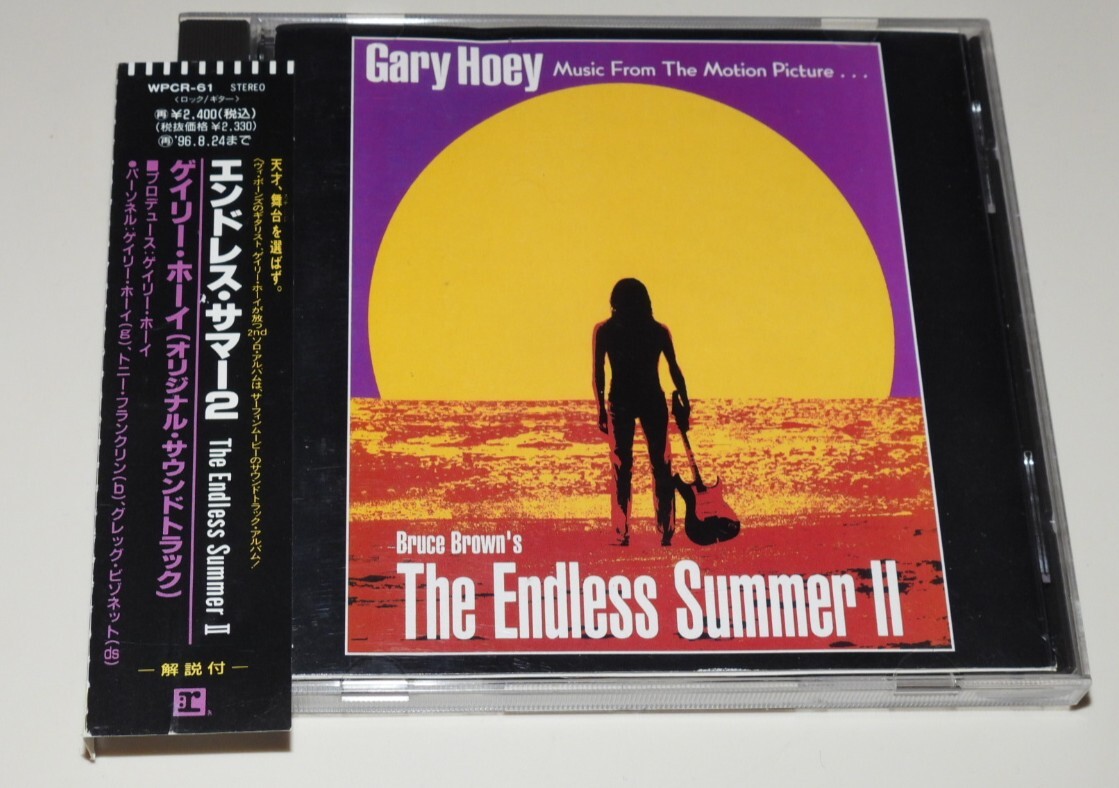 WPCR-61 STEREO
〈ロック/ギター〉
再 ¥2,400(税込)
(税抜価格 ¥2,330)
再 '96.8.24まで
天才、舞台を選ばず。
〈ヴィ・ボーンズのギタリスト、ゲイリー・ホーイが放つ2ndソロ・アルバムは、サーフィンムービーのサウンドトラック・アルバム!
エンドレス・サマー2 The Endless Summer II
ゲイリー・ホーイ(オリジナル・サウンドトラック)
■プロデュース:ゲイリー・ホーイ
●パーソネル:ゲイリー・ホーイ(g)、トニー・フランクリン(b)、グレッグ・ビソネット(ds)
—解説付—
r
Gary Hoey Music From The Motion Picture . . .
Bruce Brown's
The Endless Summer II